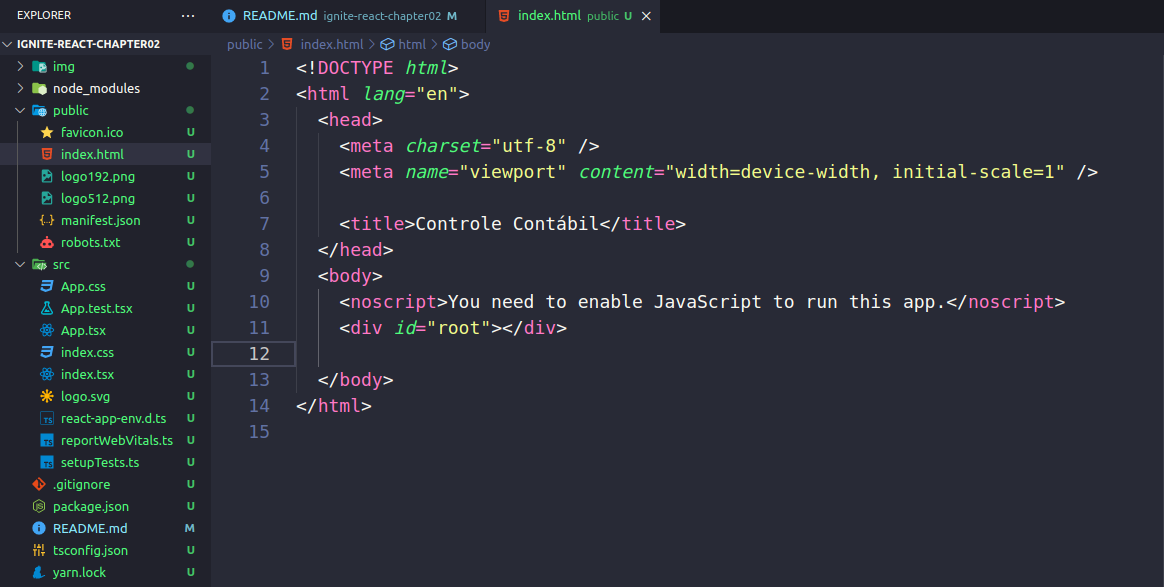 EXPLORER ···
IGNITE-REACT-CHAPTER02
img
node_modules
public
favicon.ico U
index.html U
logo192.png U
logo512.png U
manifest.json U
robots.txt U
src
App.css U
App.test.tsx U
App.tsx U
index.css U
index.tsx U
logo.svg U
react-app-env.d.ts U
reportWebVitals.ts U
setupTests.ts U
.gitignore U
package.json U
README.md M
tsconfig.json U
yarn.lock U
README.md ignite-react-chapter02 M
index.html public U
public > index.html > html > body
1 <!DOCTYPE html>
2 <html lang="en">
3 <head>
4 <meta charset="utf-8" />
5 <meta name="viewport" content="width=device-width, initial-scale=1" />
6
7 <title>Controle Contábil</title>
8 </head>
9 <body>
10 <noscript>You need to enable JavaScript to run this app.</noscript>
11 <div id="root"></div>
12
13 </body>
14 </html>
15